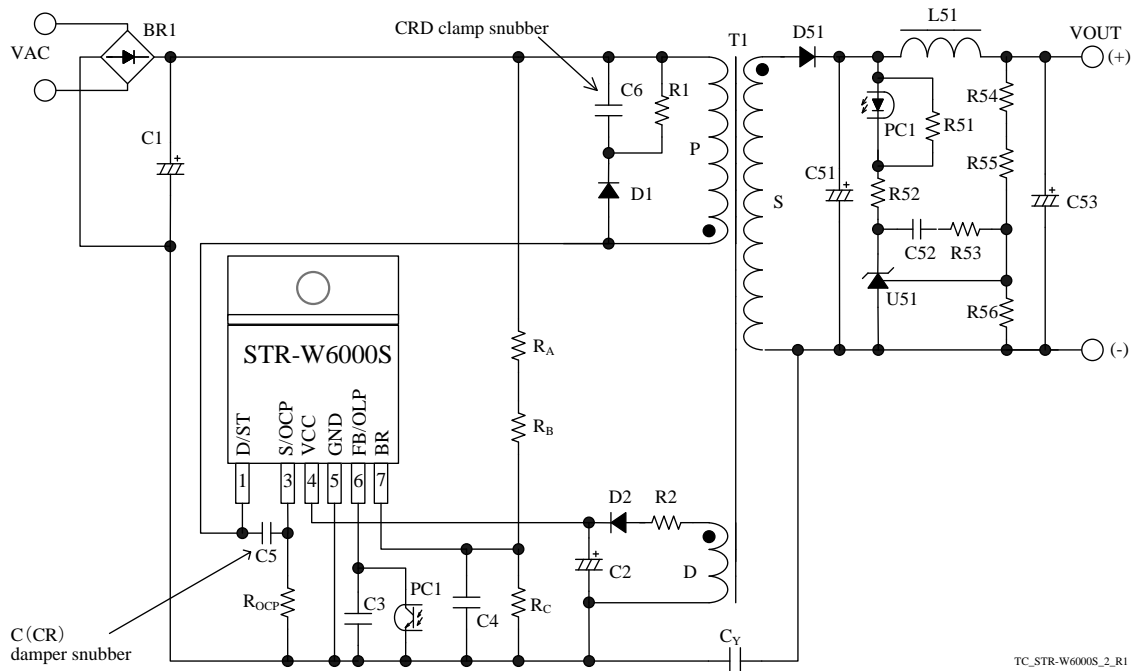 CRD clamp snubber
BR1
VAC
C1
C6
R1
D1
P
T1
S
D51
L51
VOUT
(+)
PC1
R51
R54
R55
C51
R52
C53
C52
R53
U51
R56
(-)
STR-W6000S
D/ST
S/OCP
VCC
GND
FB/OLP
BR
1
3
4
5
6
7
RA
RB
D2
R2
C5
C2
D
ROCP
C3
PC1
C4
RC
CY
C(CR)
damper snubber
TC_STR-W6000S_2_R1